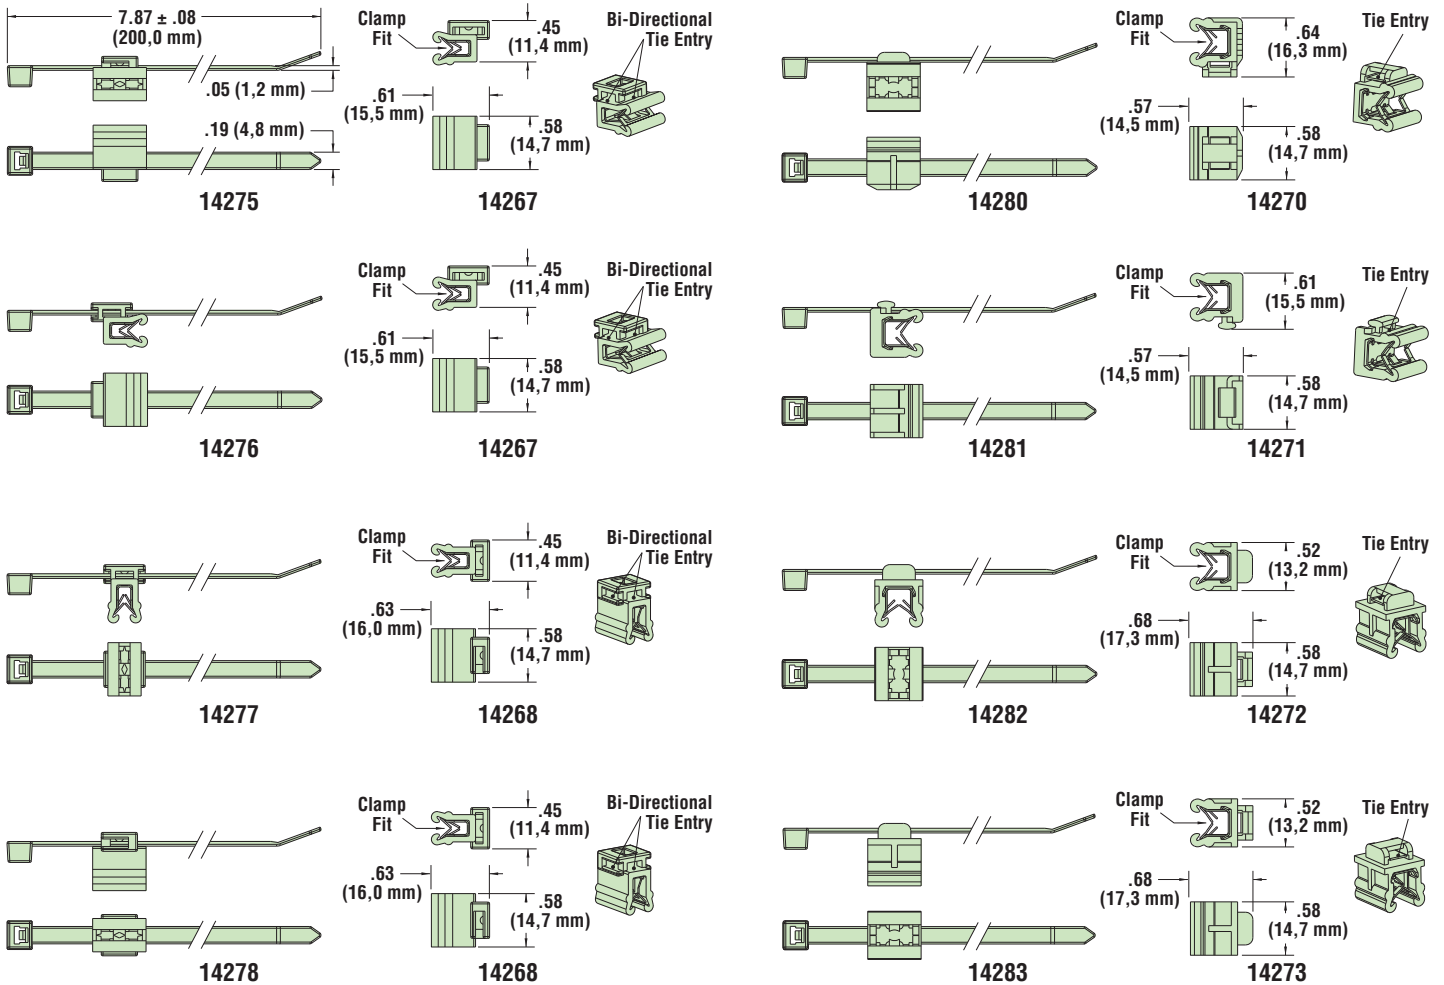 7.87 ± .08
(200,0 mm)
.05 (1,2 mm)
.19 (4,8 mm)
14275
Clamp
Fit
.45
(11,4 mm)
.61
(15,5 mm)
.58
(14,7 mm)
Bi-Directional
Tie Entry
14267
14280
Clamp
Fit
.64
(16,3 mm)
.57
(14,5 mm)
.58
(14,7 mm)
Tie Entry
14270
14276
Clamp
Fit
.45
(11,4 mm)
.61
(15,5 mm)
.58
(14,7 mm)
Bi-Directional
Tie Entry
14267
14281
Clamp
Fit
.61
(15,5 mm)
.57
(14,5 mm)
.58
(14,7 mm)
Tie Entry
14271
14277
Clamp
Fit
.45
(11,4 mm)
.63
(16,0 mm)
.58
(14,7 mm)
Bi-Directional
Tie Entry
14268
14282
Clamp
Fit
.52
(13,2 mm)
.68
(17,3 mm)
.58
(14,7 mm)
Tie Entry
14272
14278
Clamp
Fit
.45
(11,4 mm)
.63
(16,0 mm)
.58
(14,7 mm)
Bi-Directional
Tie Entry
14268
14283
Clamp
Fit
.52
(13,2 mm)
.68
(17,3 mm)
.58
(14,7 mm)
Tie Entry
14273